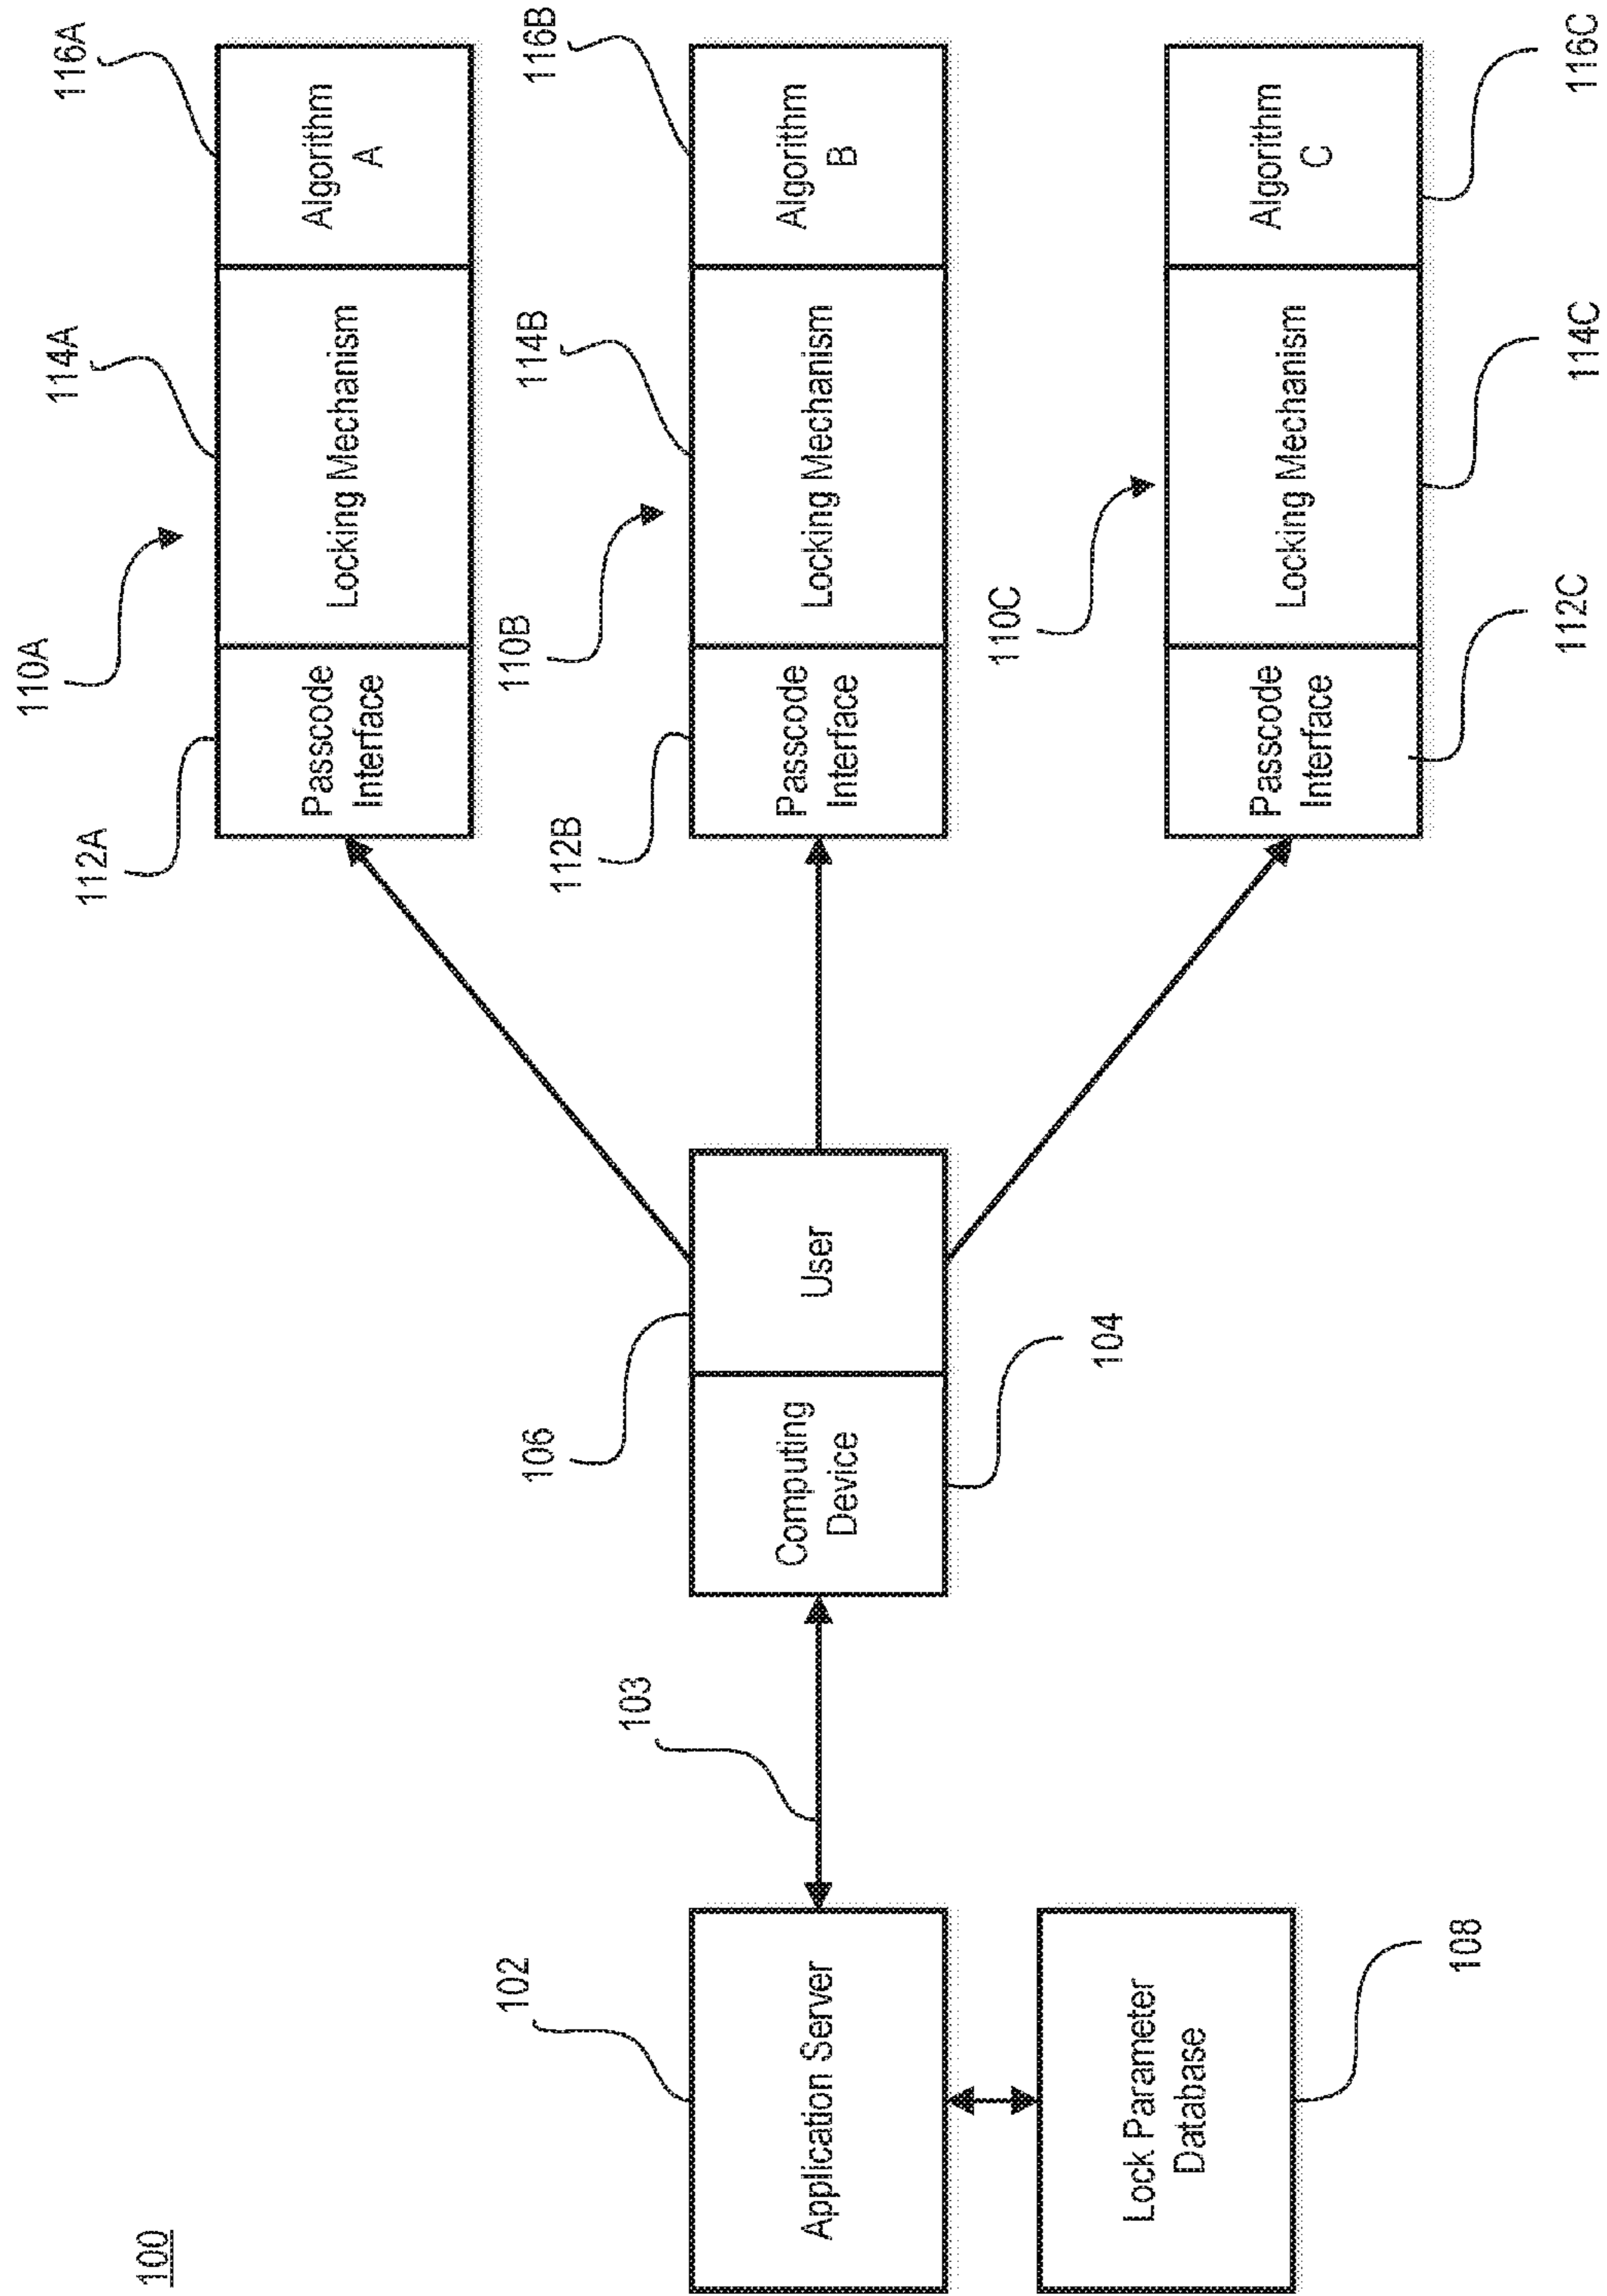 100
102
Application Server
Lock Parameter
Database
108
103
106
Computing
Device
User
104
110A
112A
114A
116A
Passcode
Interface
Locking Mechanism
Algorithm
A
110B
112B
114B
116B
Passcode
Interface
Locking Mechanism
Algorithm
B
110C
Passcode
Interface
Locking Mechanism
Algorithm
C
112C
114C
116C